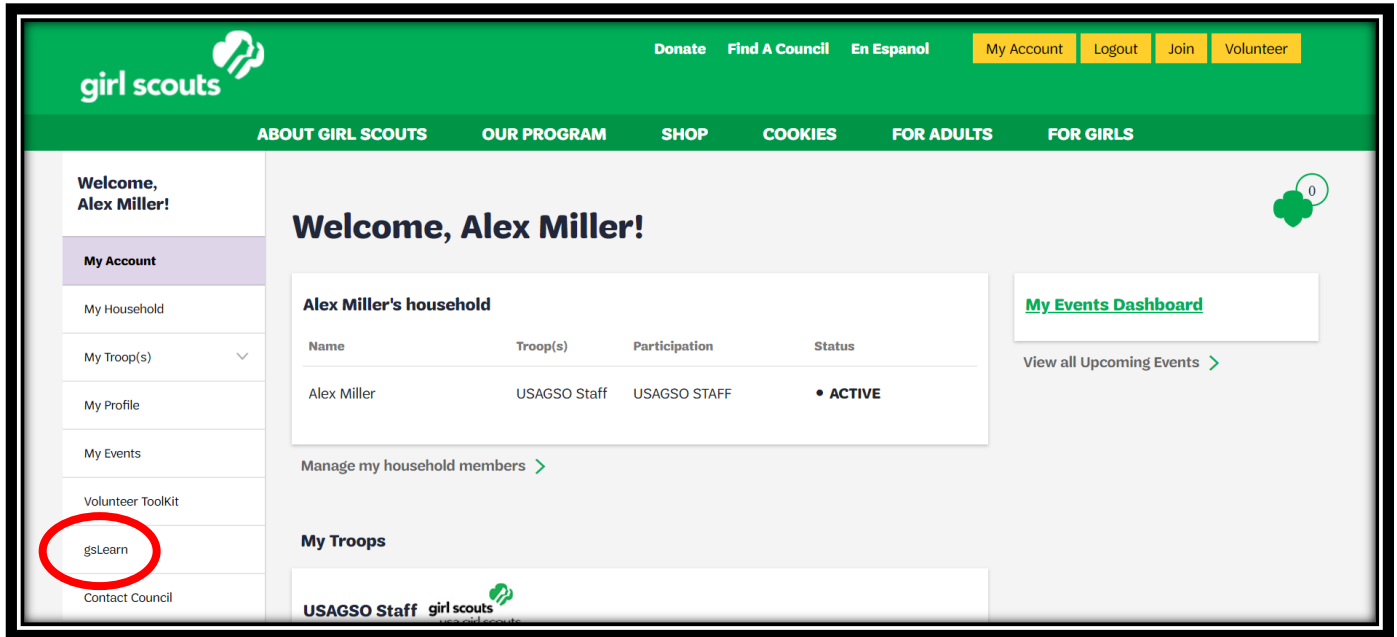 girl scouts
Donate Find A Council En Espanol My Account Logout Join Volunteer
ABOUT GIRL SCOUTS OUR PROGRAM SHOP COOKIES FOR ADULTS FOR GIRLS
Welcome,
Alex Miller!
My Account
My Household
My Troop(s)
My Profile
My Events
Volunteer ToolKit
gsLearn
Contact Council
0
Welcome, Alex Miller!
Alex Miller's household
Name Troop(s) Participation Status
Alex Miller USAGSO Staff USAGSO STAFF • ACTIVE
Manage my household members
My Events Dashboard
View all Upcoming Events
My Troops
USAGSO Staff girl scouts
usa girl scouts